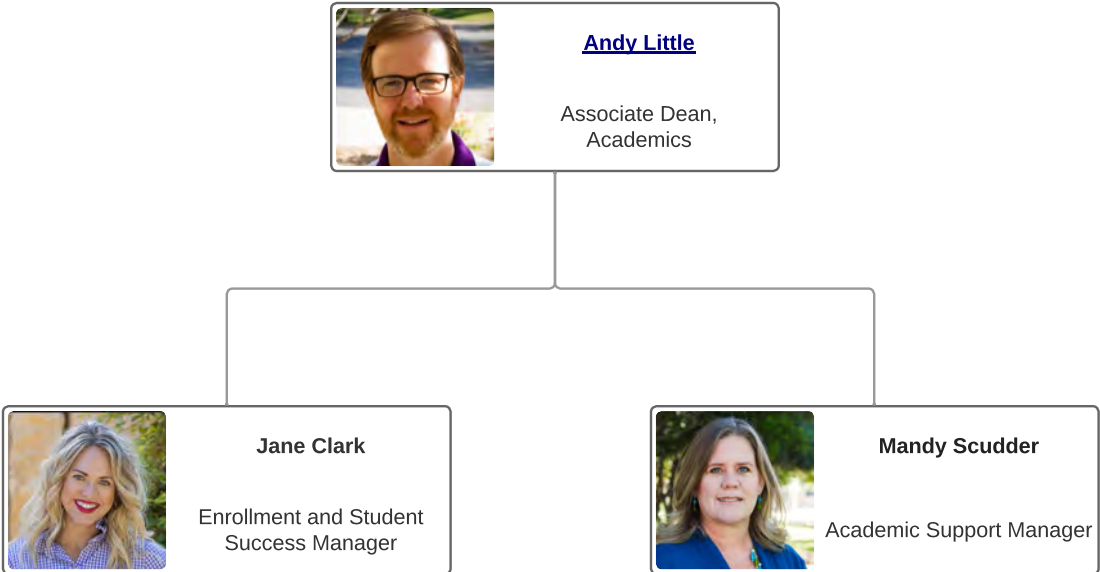 Andy Little
Associate Dean,
Academics
Jane Clark
Enrollment and Student
Success Manager
Mandy Scudder
Academic Support Manager